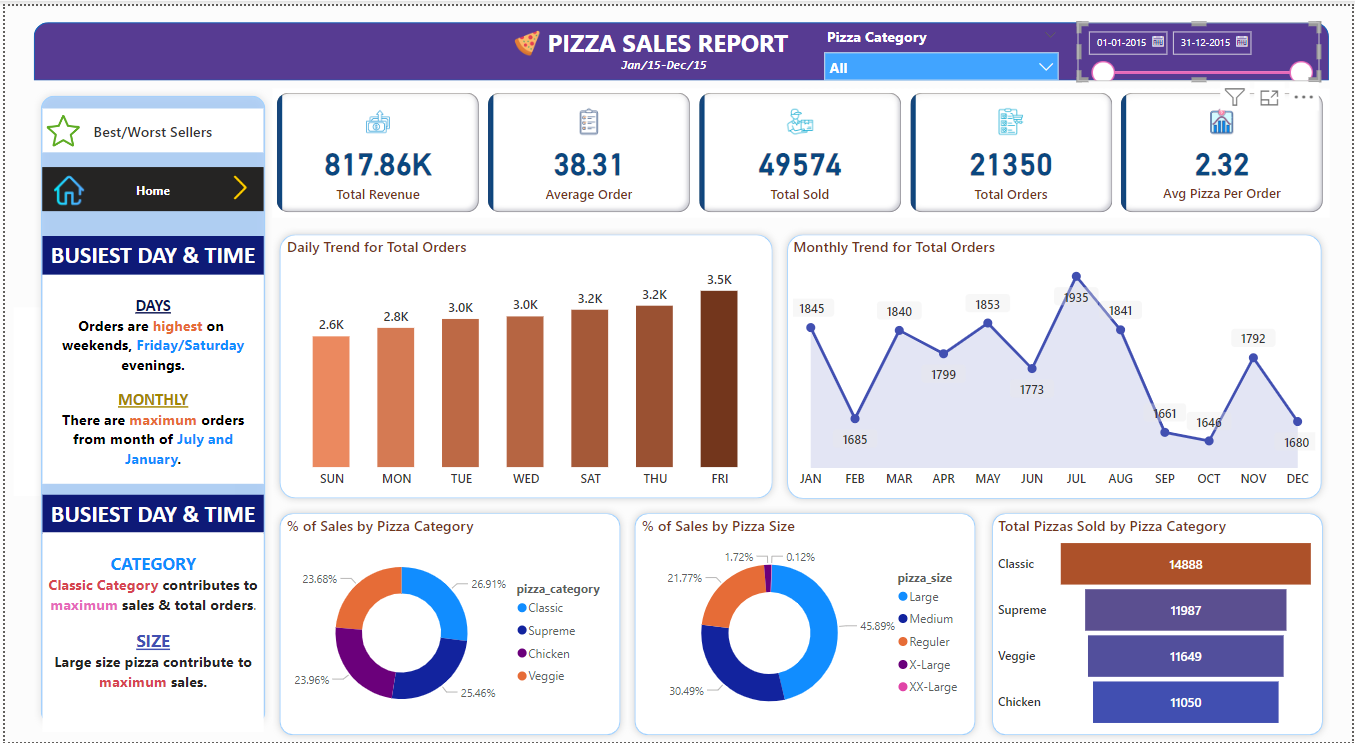 PIZZA SALES REPORT
Jan/15-Dec/15
Pizza Category
All
01-01-2015
31-12-2015
Best/Worst Sellers
Home
BUSIEST DAY & TIME
DAYS
Orders are highest on
weekends, Friday/Saturday
evenings.
MONTHLY
There are maximum orders
from month of July and
January.
BUSIEST DAY & TIME
CATEGORY
Classic Category contributes to
maximum sales & total orders.
SIZE
Large size pizza contribute to
maximum sales.
817.86K
Total Revenue
38.31
Average Order
49574
Total Sold
21350
Total Orders
2.32
Avg Pizza Per Order
Daily Trend for Total Orders
2.6K
2.8K
3.0K
3.0K
3.2K
3.2K
3.5K
SUN
MON
TUE
WED
SAT
THU
FRI
Monthly Trend for Total Orders
1845
1685
1840
1799
1853
1773
1935
1841
1661
1646
1792
1680
JAN
FEB
MAR
APR
MAY
JUN
JUL
AUG
SEP
OCT
NOV
DEC
% of Sales by Pizza Category
26.91%
25.46%
23.96%
23.68%
pizza_category
Classic
Supreme
Chicken
Veggie
% of Sales by Pizza Size
1.72%
0.12%
21.77%
45.89%
30.49%
pizza_size
Large
Medium
Reguler
X-Large
XX-Large
Total Pizzas Sold by Pizza Category
Classic
14888
Supreme
11987
Veggie
11649
Chicken
11050